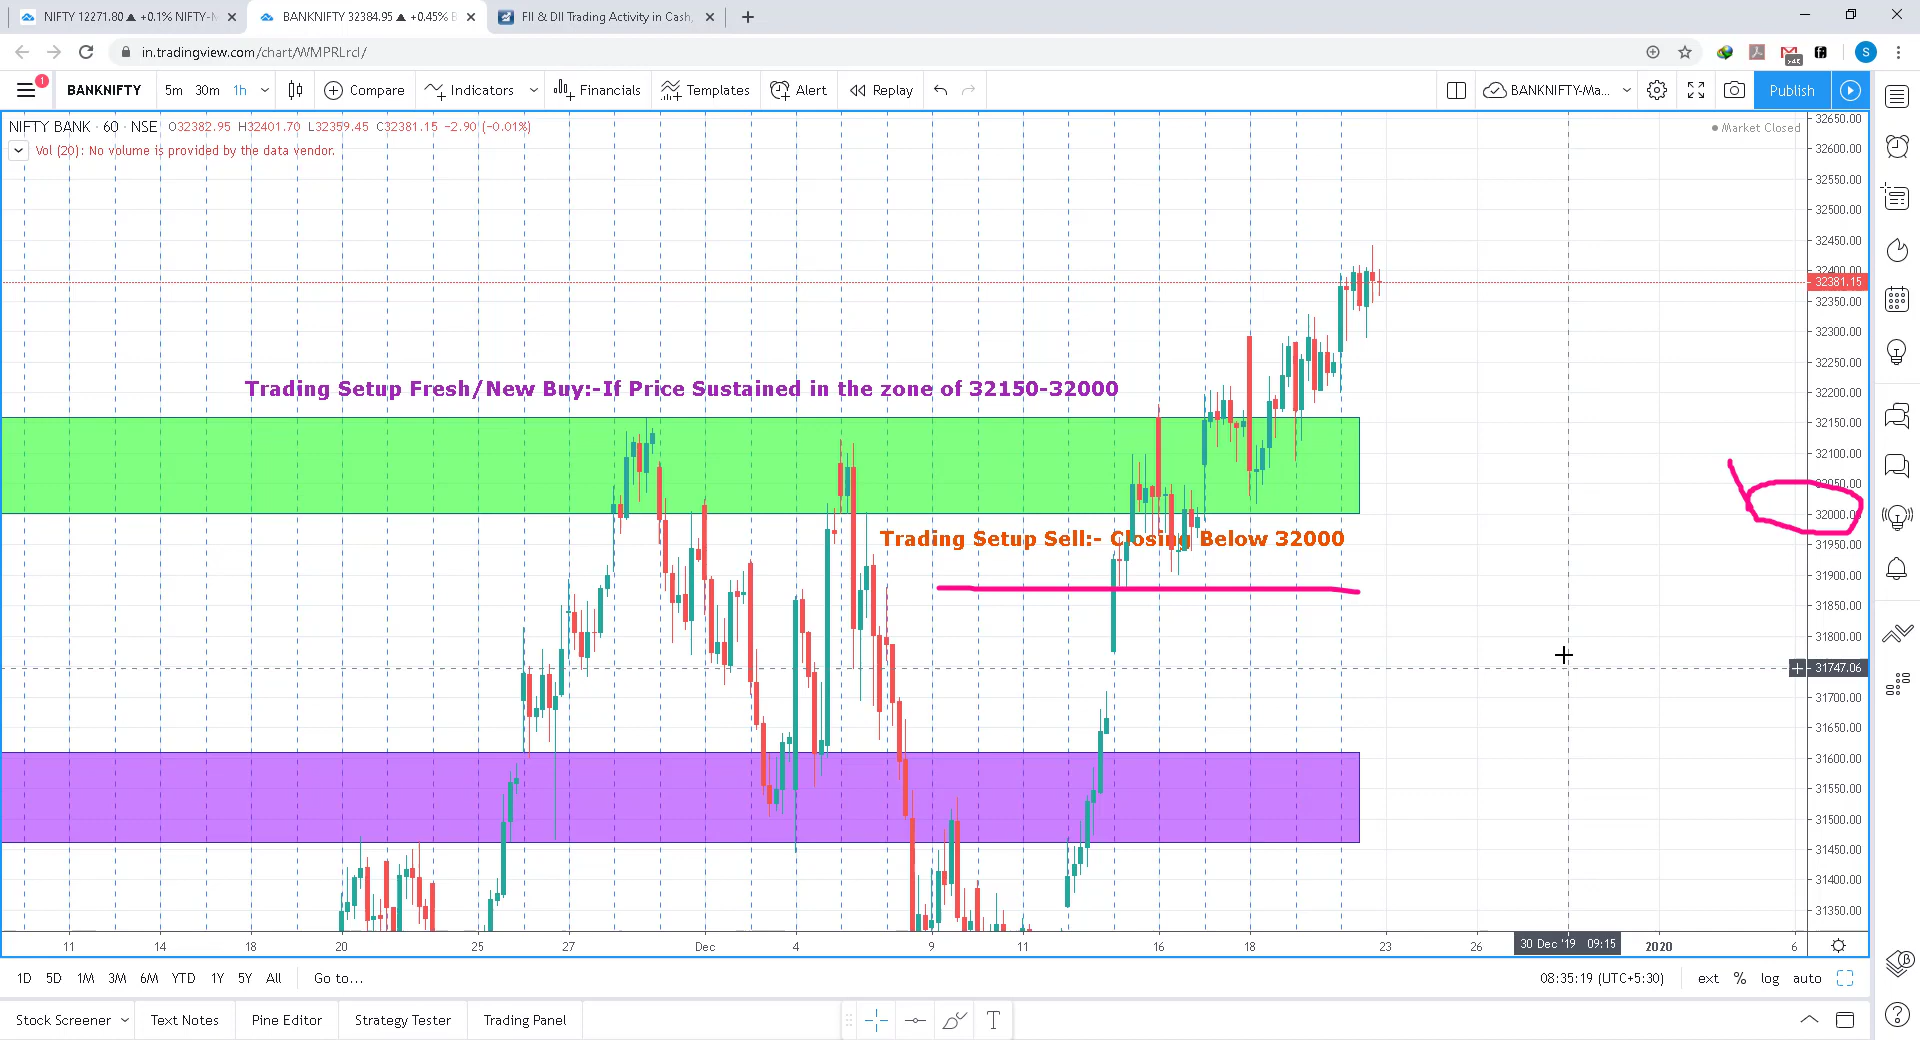 NIFTY 12271.80 ▲ +0.1% NIFTY-M
BANKNIFTY 32384.95 ▲ +0.45% B
FII & DII Trading Activity in Cash,
in.tradingview.com/chart/WMPRLrcl/
S
1
BANKNIFTY 5m 30m 1h Compare Indicators Financials Templates Alert Replay BANKNIFTY-Ma... Publish
NIFTY BANK · 60 · NSE O32382.95 H32401.70 L32359.45 C32381.15 −2.90 (−0.01%)
Market Closed
Vol (20): No volume is provided by the data vendor.
32650.00
32600.00
32550.00
32500.00
32450.00
32400.00
32381.15
32350.00
32300.00
32250.00
32200.00
Trading Setup Fresh/New Buy:-If Price Sustained in the zone of 32150-32000
32150.00
32100.00
32050.00
32000.00
Trading Setup Sell:- Closing Below 32000
31950.00
31900.00
31850.00
31800.00
31747.06
31700.00
31650.00
31600.00
31550.00
31500.00
31450.00
31400.00
31350.00
11 14 18 20 25 27 Dec 4 9 11 16 18 23 26 30 Dec '19 09:15 2020 6
1D 5D 1M 3M 6M YTD 1Y 5Y All Go to... 08:35:19 (UTC+5:30) ext % log auto
Stock Screener Text Notes Pine Editor Strategy Tester Trading Panel T